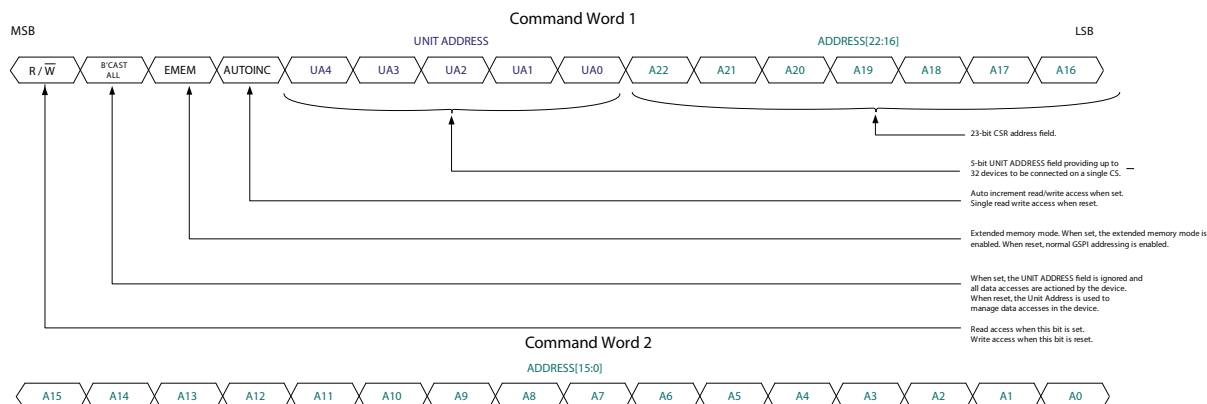 Command Word 1
MSB
LSB
UNIT ADDRESS
ADDRESS[22:16]
R / W
B'CAST
ALL
EMEM
AUTOINC
UA4
UA3
UA2
UA1
UA0
A22
A21
A20
A19
A18
A17
A16
23-bit CSR address field.
5-bit UNIT ADDRESS field providing up to
32 devices to be connected on a single CS.
Auto increment read/write access when set.
Single read write access when reset.
Extended memory mode. When set, the extended memory mode is
enabled. When reset, normal GSPI addressing is enabled.
When set, the UNIT ADDRESS field is ignored and
all data accesses are actioned by the device.
When reset, the Unit Address is used to
manage data accesses in the device.
Read access when this bit is set.
Write access when this bit is reset.
Command Word 2
ADDRESS[15:0]
A15
A14
A13
A12
A11
A10
A9
A8
A7
A6
A5
A4
A3
A2
A1
A0